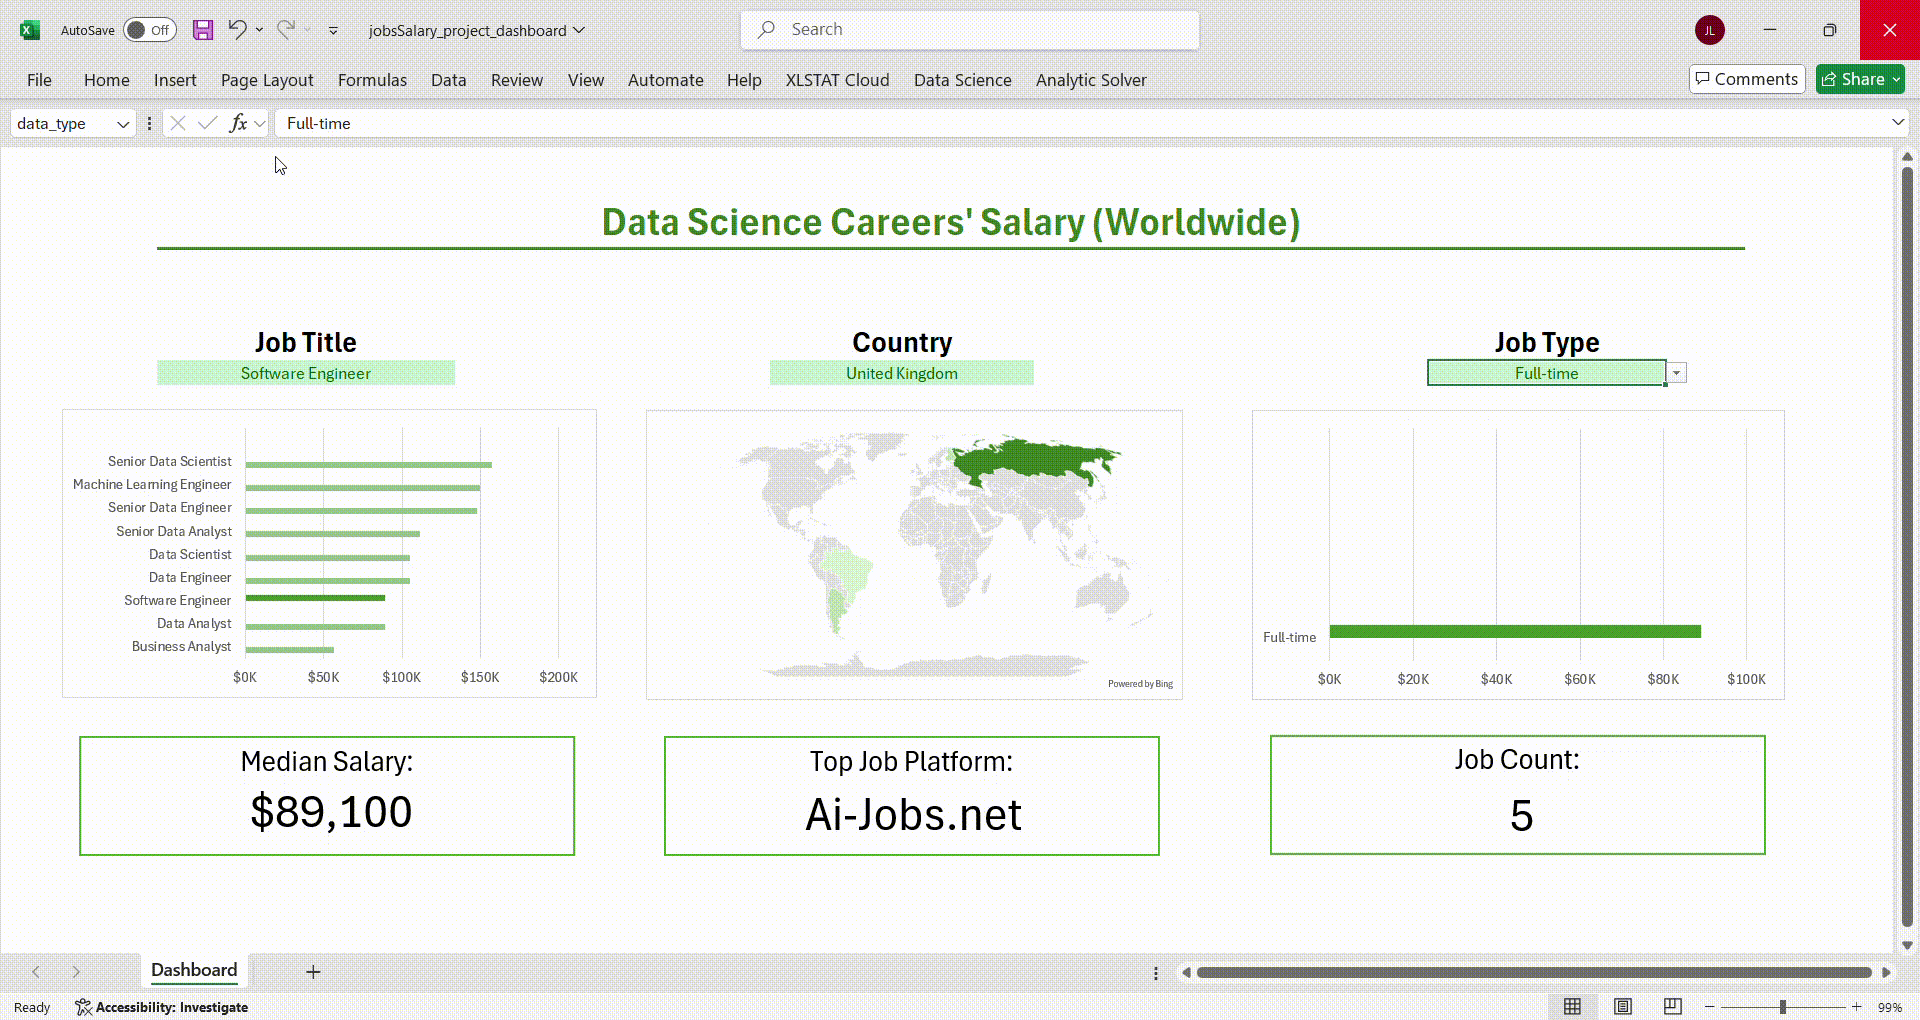 AutoSave Off jobsSalary_project_dashboard Search JL
File Home Insert Page Layout Formulas Data Review View Automate Help XLSTAT Cloud Data Science Analytic Solver Comments Share
data_type fx Full-time
Data Science Careers' Salary (Worldwide)
Job Title
Software Engineer
Senior Data Scientist
Machine Learning Engineer
Senior Data Engineer
Senior Data Analyst
Data Scientist
Data Engineer
Software Engineer
Data Analyst
Business Analyst
$0K $50K $100K $150K $200K
Country
United Kingdom
Powered by Bing
Job Type
Full-time
Full-time
$0K $20K $40K $60K $80K $100K
Median Salary:
$89,100
Top Job Platform:
Ai-Jobs.net
Job Count:
5
Dashboard
Ready Accessibility: Investigate 99%